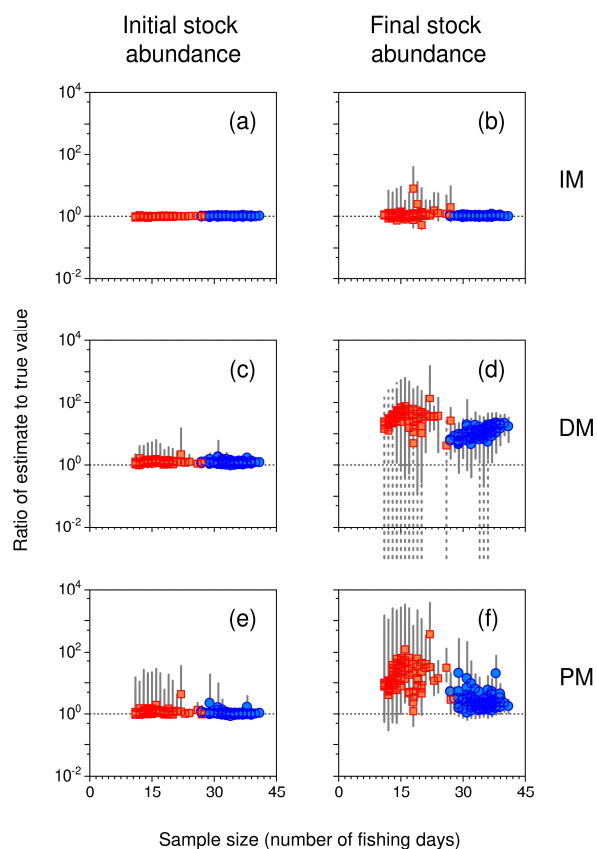 Initial stock
abundance
Final stock
abundance
10^4
10^2
10^0
10^-2
(a)
(b)
IM
10^4
10^2
10^0
10^-2
(c)
(d)
DM
Ratio of estimate to true value
10^4
10^2
10^0
10^-2
(e)
(f)
PM
0 15 30 45 0 15 30 45
Sample size (number of fishing days)